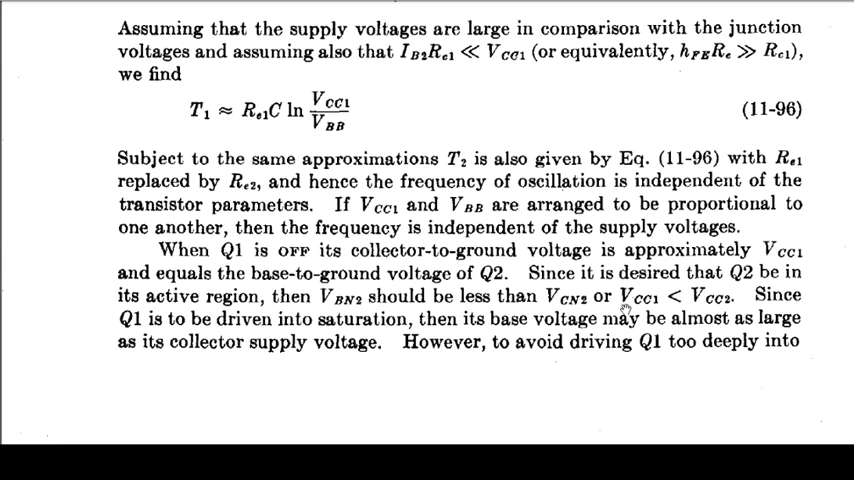 Assuming that the supply voltages are large in comparison with the junction
voltages and assuming also that I_B2 R_e1 ≪ V_CC1 (or equivalently, h_FE R_e ≫ R_c1),
we find
T_1 ≈ R_e1 C ln V_CC1 / V_BB (11-96)
Subject to the same approximations T_2 is also given by Eq. (11-96) with R_e1
replaced by R_e2, and hence the frequency of oscillation is independent of the
transistor parameters. If V_CC1 and V_BB are arranged to be proportional to
one another, then the frequency is independent of the supply voltages.
When Q1 is OFF its collector-to-ground voltage is approximately V_CC1
and equals the base-to-ground voltage of Q2. Since it is desired that Q2 be in
its active region, then V_BN2 should be less than V_CN2 or V_CC1 < V_CC2. Since
Q1 is to be driven into saturation, then its base voltage may be almost as large
as its collector supply voltage. However, to avoid driving Q1 too deeply into